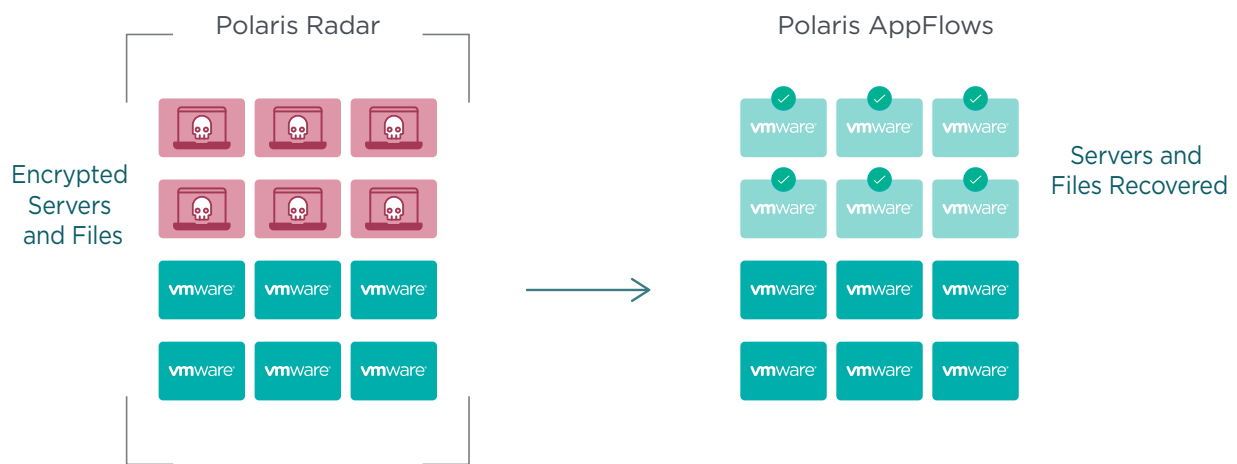 Polaris Radar
Encrypted
Servers
and Files
vmware® vmware® vmware®
vmware® vmware® vmware®
Polaris AppFlows
vmware® vmware® vmware®
vmware® vmware® vmware®
vmware® vmware® vmware®
vmware® vmware® vmware®
Servers and
Files Recovered